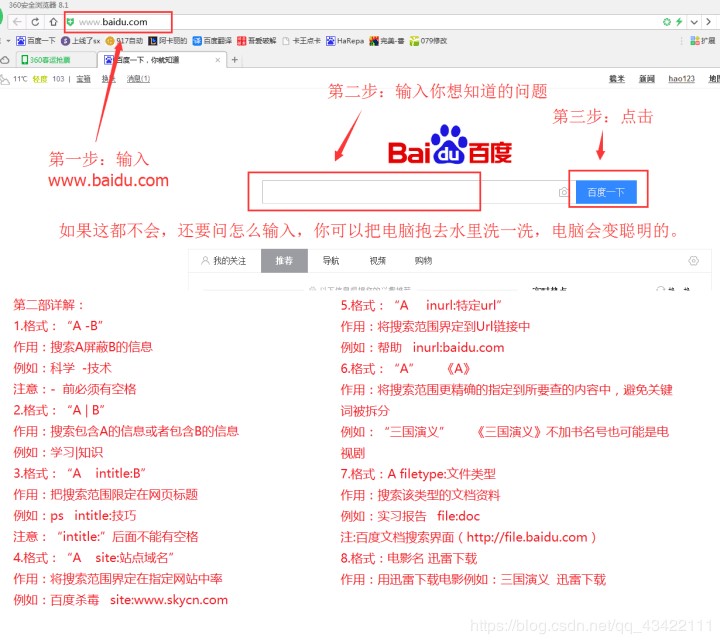 360安全浏览器 8.1
www.baidu.com
百度一下
上线了sx
517自动
阿卡丽的
百度翻译
吾爱破解
卡王点卡
HaRepa
完美-喜
079修改
扩展
360客运抢票
百度一下，你就知道
11℃ 轻度 103
消息(1)
糯米 新闻 hao123 地图
第二步：输入你想知道的问题
第三步：点击
Bai du 百度
第一步：输入
www.baidu.com
百度一下
如果这都不会，还要问怎么输入，你可以把电脑抱去水里洗一洗，电脑会变聪明的。
我的关注 推荐 导航 视频 购物
实时热点
第二部详解：
1.格式：“A -B”
作用：搜索A屏蔽B的信息
例如：科学 -技术
注意：- 前必须有空格
2.格式：“A | B”
作用：搜索包含A的信息或者包含B的信息
例如：学习|知识
3.格式：“A intitle:B”
作用：把搜索范围限定在网页标题
例如：ps intitle:技巧
注意：“intitle:”后面不能有空格
4.格式：“A site:站点域名”
作用：将搜索范围界定在指定网站中率
例如：百度杀毒 site:www.skycn.com
5.格式：“A inurl:特定url”
作用：将搜索范围界定到Url链接中
例如：帮助 inurl:baidu.com
6.格式：“A” 《A》
作用：将搜索范围更精确的指定到所要查的内容中，避免关键
词被拆分
例如：“三国演义” 《三国演义》不加书名号也可能是电
视剧
7.格式：A filetype:文件类型
作用：搜索该类型的文档资料
例如：实习报告 file:doc
注:百度文档搜索界面（http://file.baidu.com）
8.格式：电影名 迅雷下载
作用：用迅雷下载电影例如：三国演义 迅雷下载
https://blog.csdn.net/qq_43422111